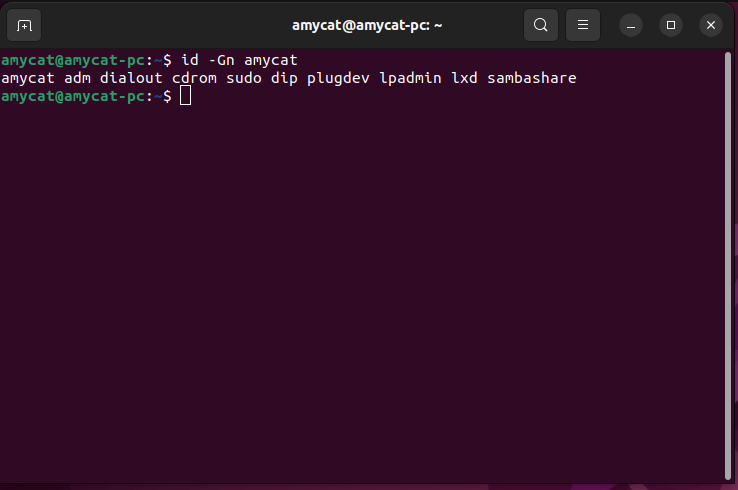 amycat@amycat-pc: ~
amycat@amycat-pc:~$ id -Gn amycat
amycat adm dialout cdrom sudo dip plugdev lpadmin lxd sambashare
amycat@amycat-pc:~$